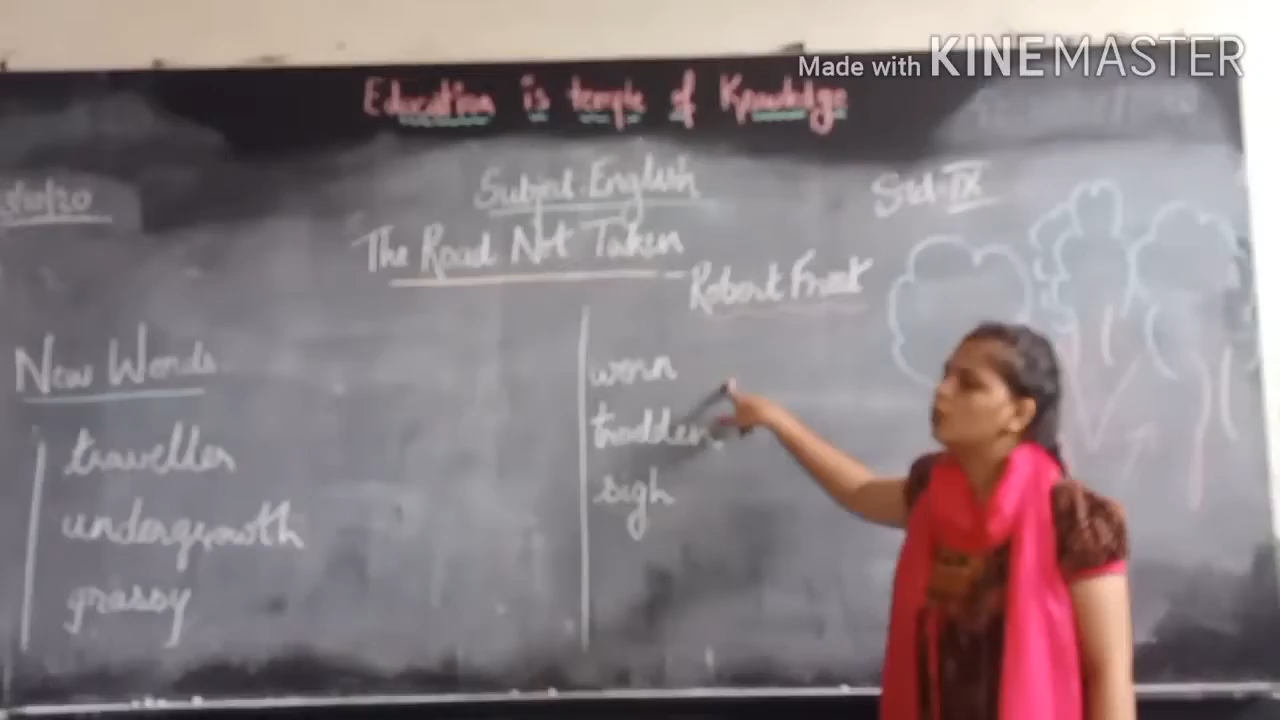 Made with KINEMASTER
Education is temple of Knowledge
Subject-English
Std-IX
The Road Not Taken
- Robert Frost
New Words
traveller
undergrowth
grassy
worn
trodden
sigh